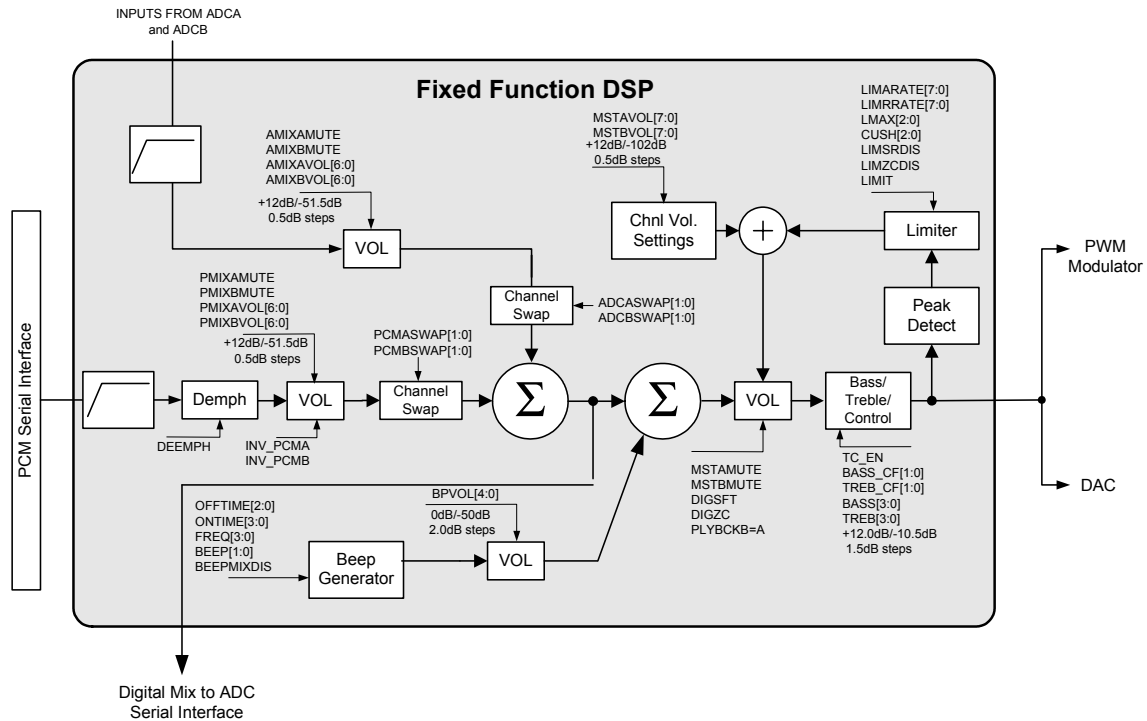 INPUTS FROM ADCA
and ADCB
Fixed Function DSP
AMIXAMUTE
AMIXBMUTE
AMIXAVOL[6:0]
AMIXBVOL[6:0]
+12dB/-51.5dB
0.5dB steps
VOL
MSTAVOL[7:0]
MSTBVOL[7:0]
+12dB/-102dB
0.5dB steps
Chnl Vol.
Settings
+
LIMARATE[7:0]
LIMRRATE[7:0]
LMAX[2:0]
CUSH[2:0]
LIMSRDIS
LIMZCDIS
LIMIT
Limiter
Peak
Detect
PWM
Modulator
PCM Serial Interface
PMIXAMUTE
PMIXBMUTE
PMIXAVOL[6:0]
PMIXBVOL[6:0]
+12dB/-51.5dB
0.5dB steps
Channel
Swap
ADCASWAP[1:0]
ADCBSWAP[1:0]
PCMASWAP[1:0]
PCMBSWAP[1:0]
Demph
VOL
Channel
Swap
Σ
Σ
VOL
Bass/
Treble/
Control
DEEMPH
INV_PCMA
INV_PCMB
MSTAMUTE
MSTBMUTE
DIGSFT
DIGZC
PLYBCKB=A
TC_EN
BASS_CF[1:0]
TREB_CF[1:0]
BASS[3:0]
TREB[3:0]
+12.0dB/-10.5dB
1.5dB steps
DAC
OFFTIME[2:0]
ONTIME[3:0]
FREQ[3:0]
BEEP[1:0]
BEEPMIXDIS
BPVOL[4:0]
0dB/-50dB
2.0dB steps
Beep
Generator
VOL
Digital Mix to ADC
Serial Interface